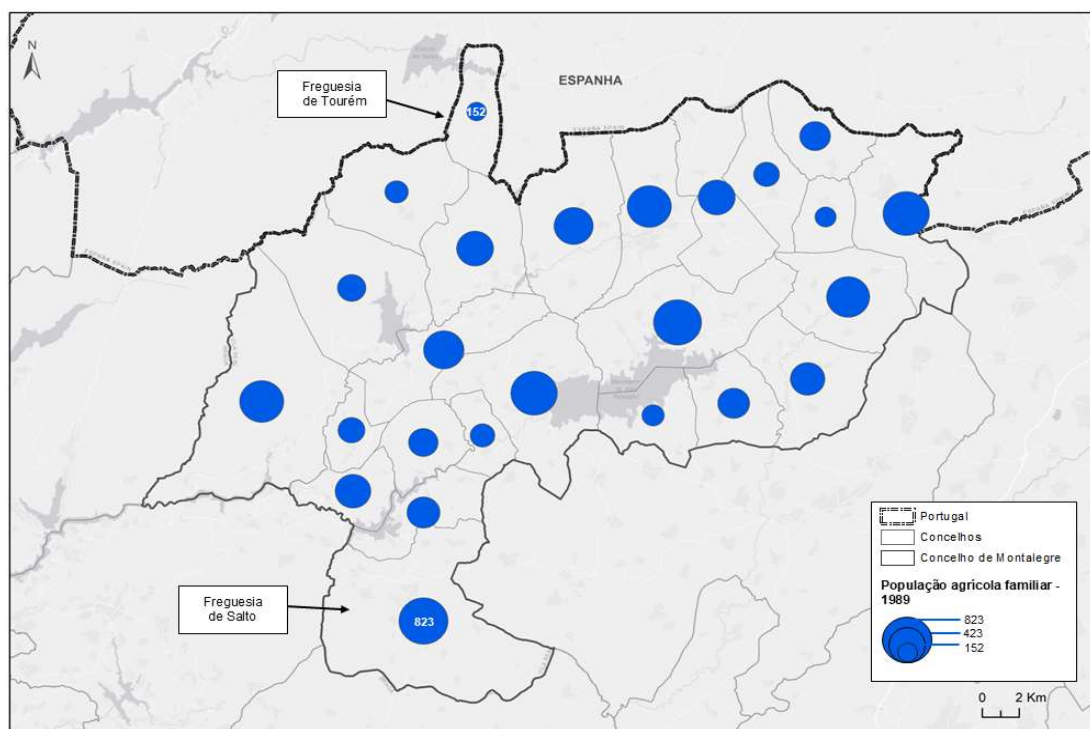 N
Freguesia
de Tourém
152
ESPANHA
Freguesia
de Salto
823
Portugal
Concelhos
Concelho de Montalegre
População agrícola familiar -
1989
823
423
152
0 2 Km